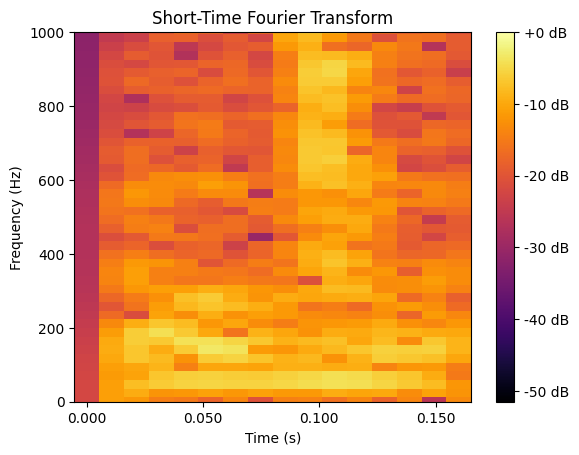 Short-Time Fourier Transform
Frequency (Hz)
1000
800
600
400
200
0
0.000
0.050
0.100
0.150
Time (s)
+0 dB
-10 dB
-20 dB
-30 dB
-40 dB
-50 dB